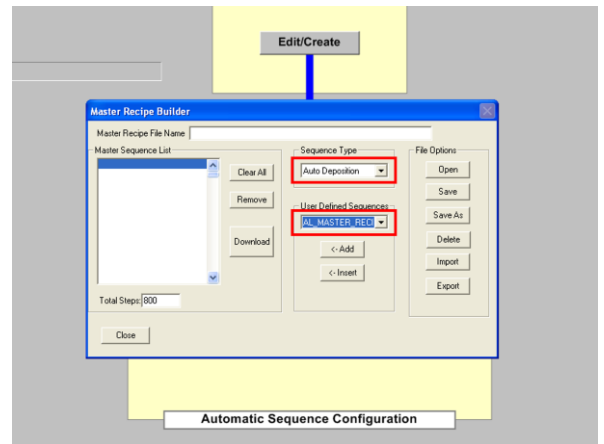 Edit/Create
Master Recipe Builder
Master Recipe File Name
Master Sequence List
Clear All
Remove
Download
Total Steps: 800
Close
Sequence Type
Auto Deposition
User Defined Sequences
AL_MASTER_RECI
<- Add
<- Insert
File Options
Open
Save
Save As
Delete
Import
Export
Automatic Sequence Configuration